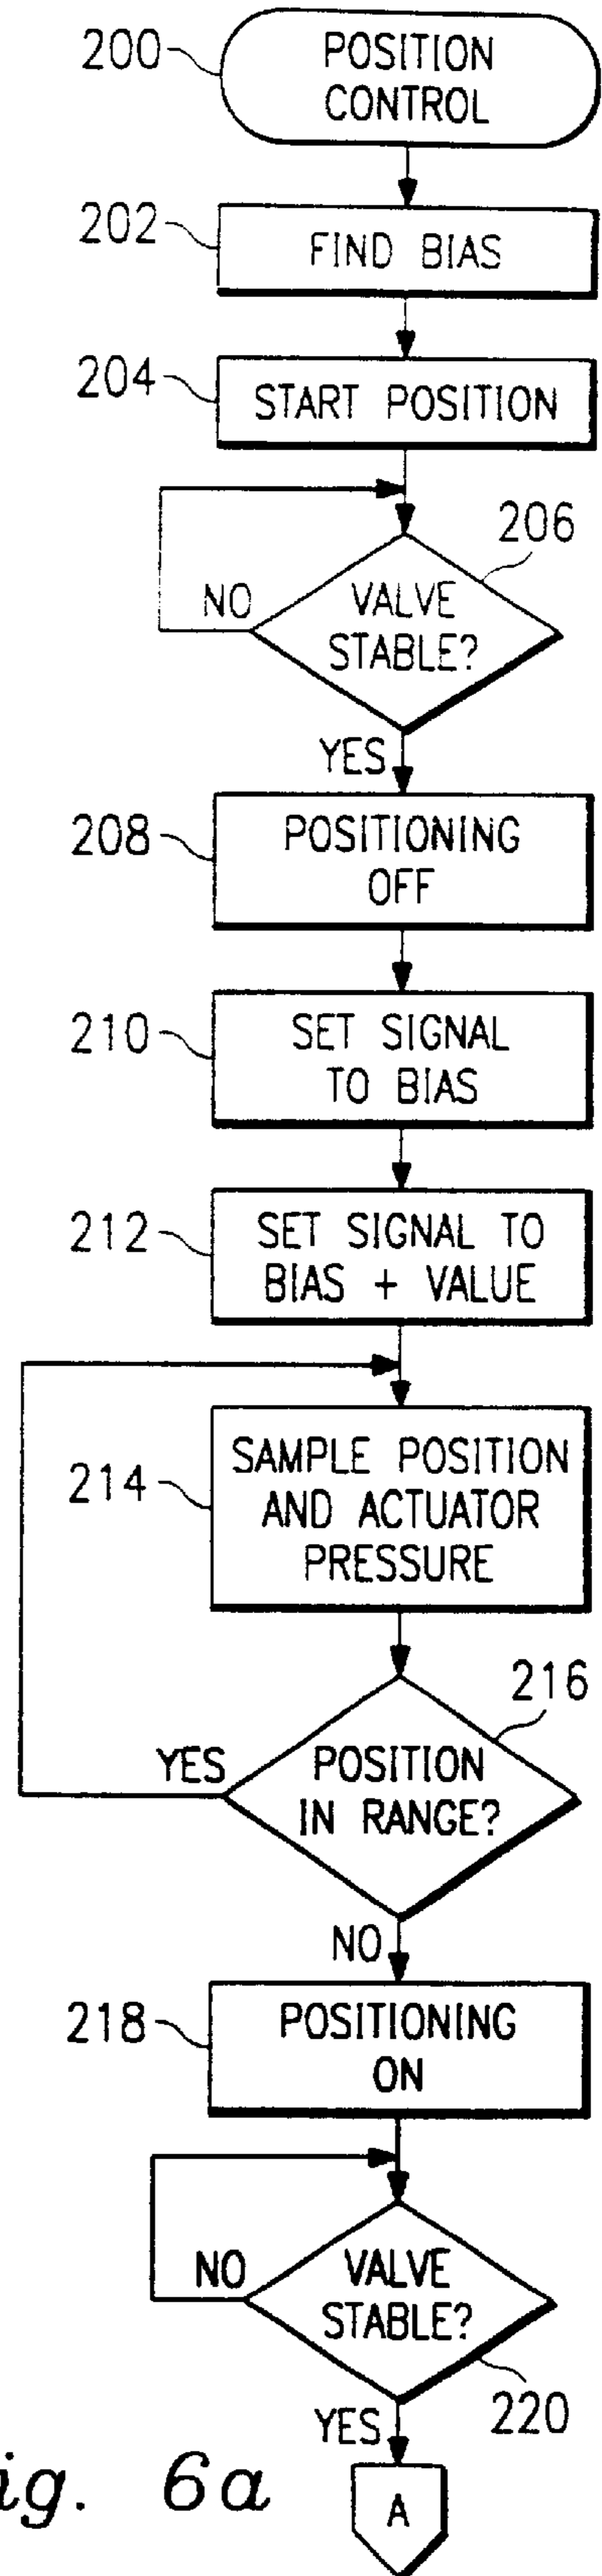 200
POSITION
CONTROL
202
FIND BIAS
204
START POSITION
206
NO
VALVE
STABLE?
YES
208
POSITIONING
OFF
210
SET SIGNAL
TO BIAS
212
SET SIGNAL TO
BIAS + VALUE
214
SAMPLE POSITION
AND ACTUATOR
PRESSURE
216
YES
POSITION
IN RANGE?
NO
218
POSITIONING
ON
NO
VALVE
STABLE?
220
YES
A
ig. 6a